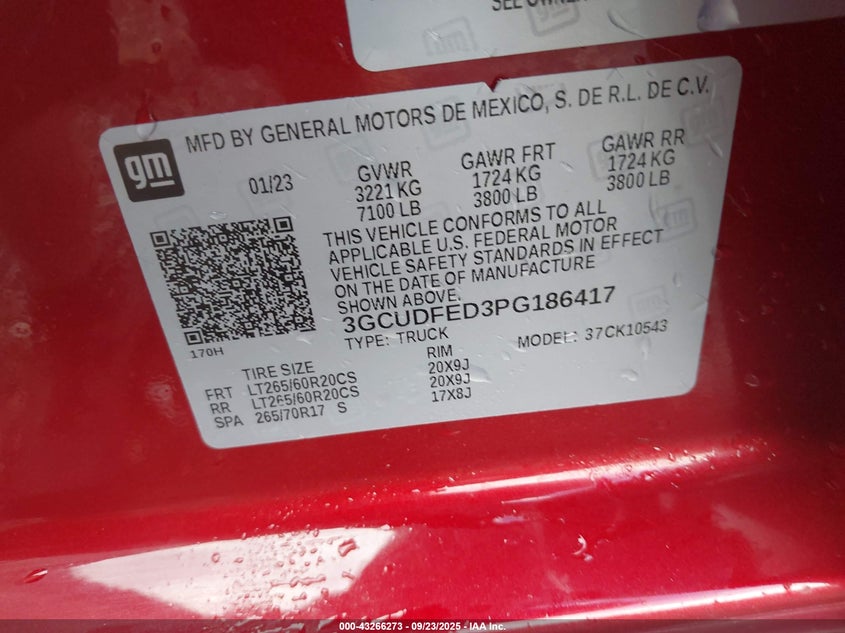 SEE OWNER
gm
MFD BY GENERAL MOTORS DE MEXICO, S. DE R.L. DE C.V.
01/23
GVWR
3221 KG
7100 LB
GAWR FRT
1724 KG
3800 LB
GAWR RR
1724 KG
3800 LB
THIS VEHICLE CONFORMS TO ALL
APPLICABLE U.S. FEDERAL MOTOR
VEHICLE SAFETY STANDARDS IN EFFECT
ON THE DATE OF MANUFACTURE
SHOWN ABOVE.
3GCUDFED3PG186417
TYPE: TRUCK
MODEL: 37CK10543
170H
TIRE SIZE RIM
FRT LT265/60R20CS 20X9J
RR LT265/60R20CS 20X9J
SPA 265/70R17 S 17X8J
000-43266273 - 09/23/2025 - IAA Inc.